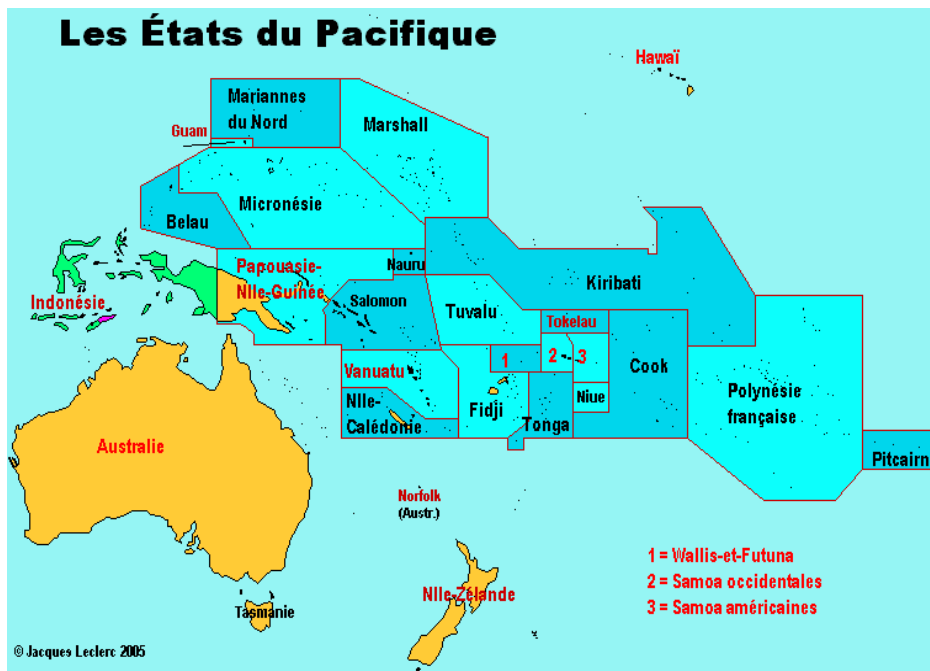 Les États du Pacifique
Hawaï
Mariannes
du Nord
Guam
Marshall
Micronésie
Belau
Papouasie-
Nlle-Guinée
Nauru
Kiribati
Indonésie
Salomon
Tuvalu
Tokelau
1
2
3
Vanuatu
Cook
Niue
Nlle-
Calédonie
Fidji
Tonga
Polynésie
française
Australie
Pitcairn
Norfolk
(Austr.)
1 = Wallis-et-Futuna
2 = Samoa occidentales
3 = Samoa américaines
Nlle-Zélande
Tasmanie
© Jacques Leclerc 2005